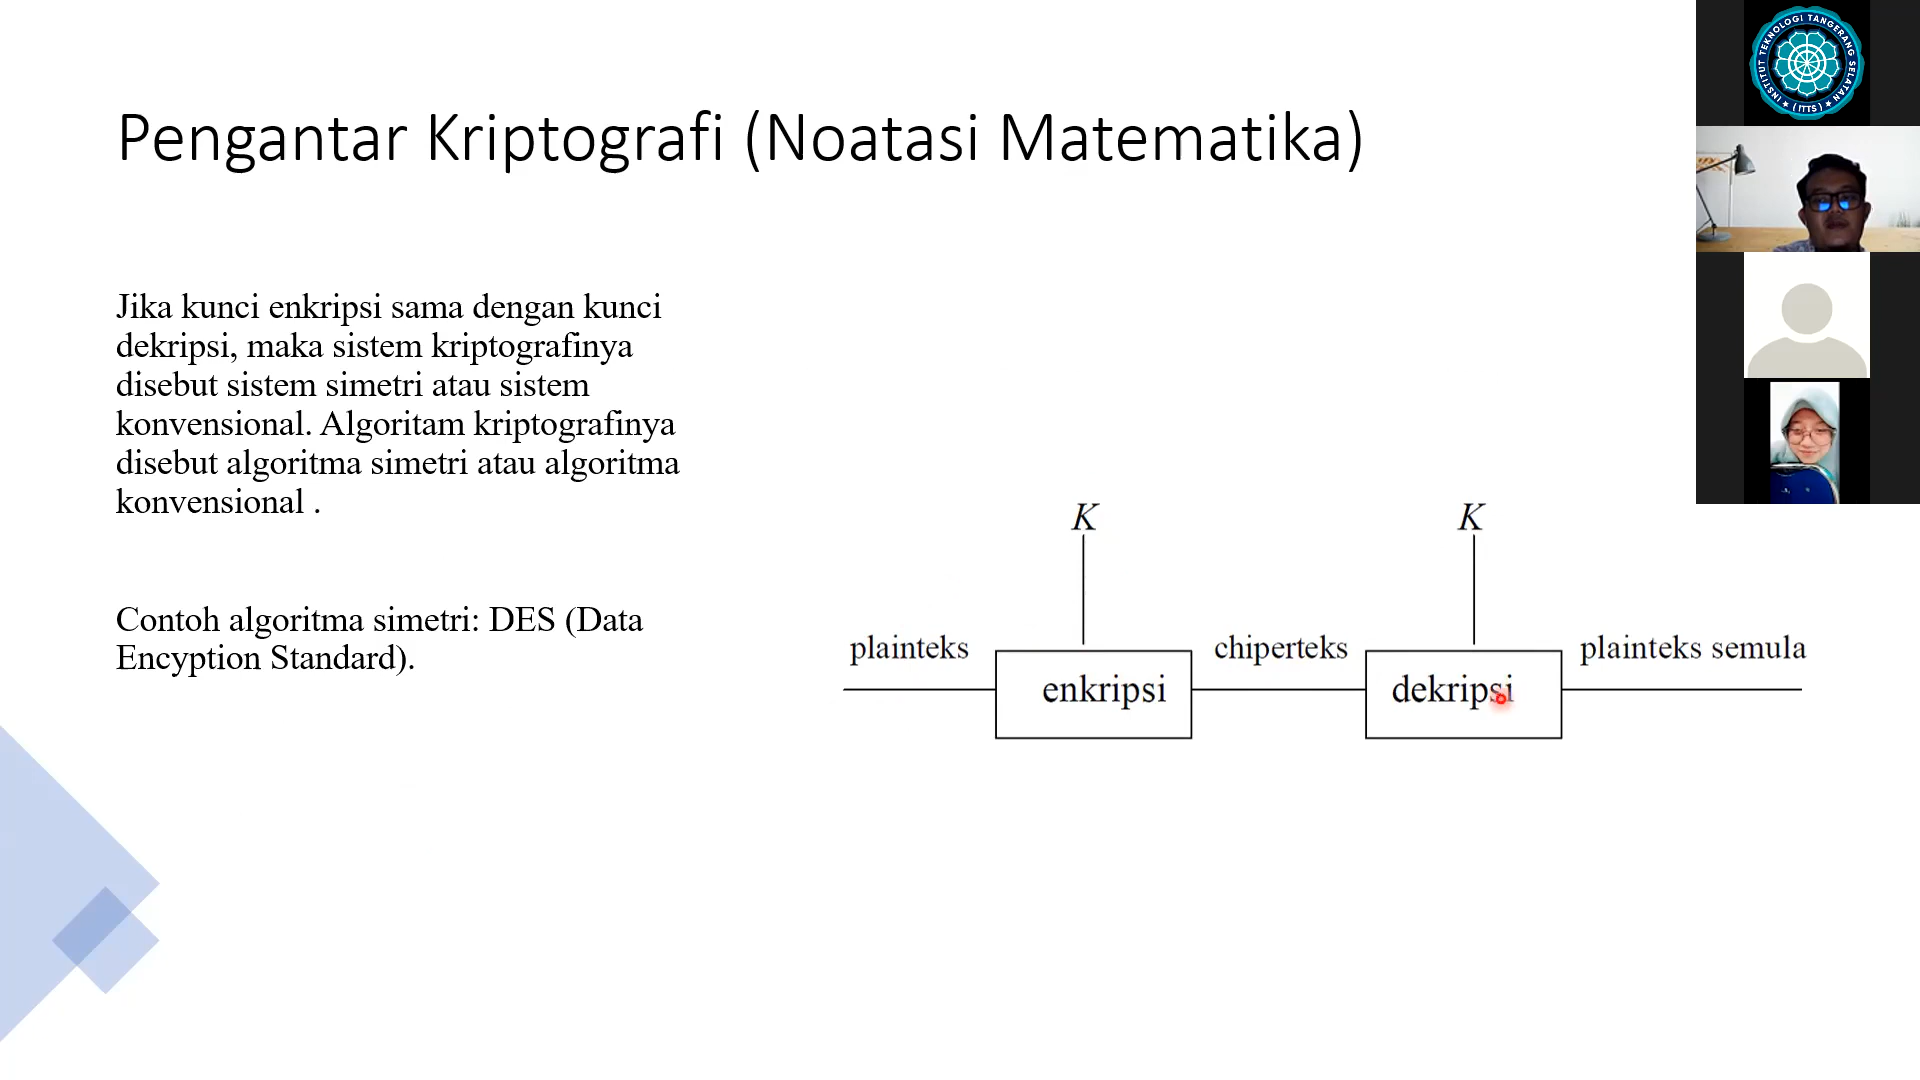 Pengantar Kriptografi (Noatasi Matematika)
Jika kunci enkripsi sama dengan kunci
dekripsi, maka sistem kriptografinya
disebut sistem simetri atau sistem
konvensional. Algoritam kriptografinya
disebut algoritma simetri atau algoritma
konvensional .
Contoh algoritma simetri: DES (Data
Encyption Standard).
K
K
plainteks
chiperteks
plainteks semula
enkripsi
dekripsi
INSTITUT TEKNOLOGI TANGERANG SELATAN
(ITTS)